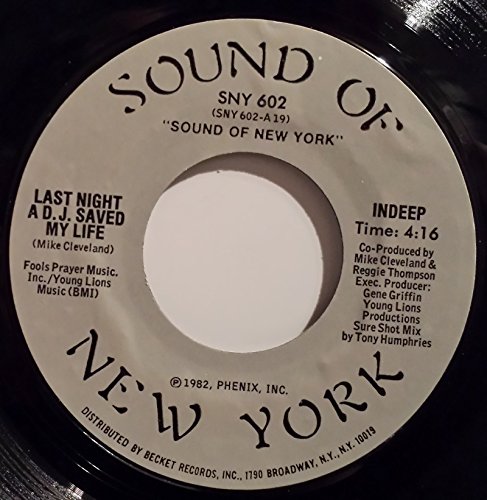 SOUND OF
SNY 602
(SNY 602-A 19)
"SOUND OF NEW YORK"
LAST NIGHT
A D.J. SAVED
MY LIFE
(Mike Cleveland)
Fools Prayer Music,
Inc./Young Lions
Music (BMI)
INDEEP
Time: 4:16
Co-Produced by
Mike Cleveland &
Reggie Thompson
Exec. Producer:
Gene Griffin
Young Lions
Productions
Sure Shot Mix
by Tony Humphries
℗ 1982, PHENIX, INC.
NEW YORK
DISTRIBUTED BY BECKET RECORDS, INC., 1790 BROADWAY, N.Y., N.Y. 10019